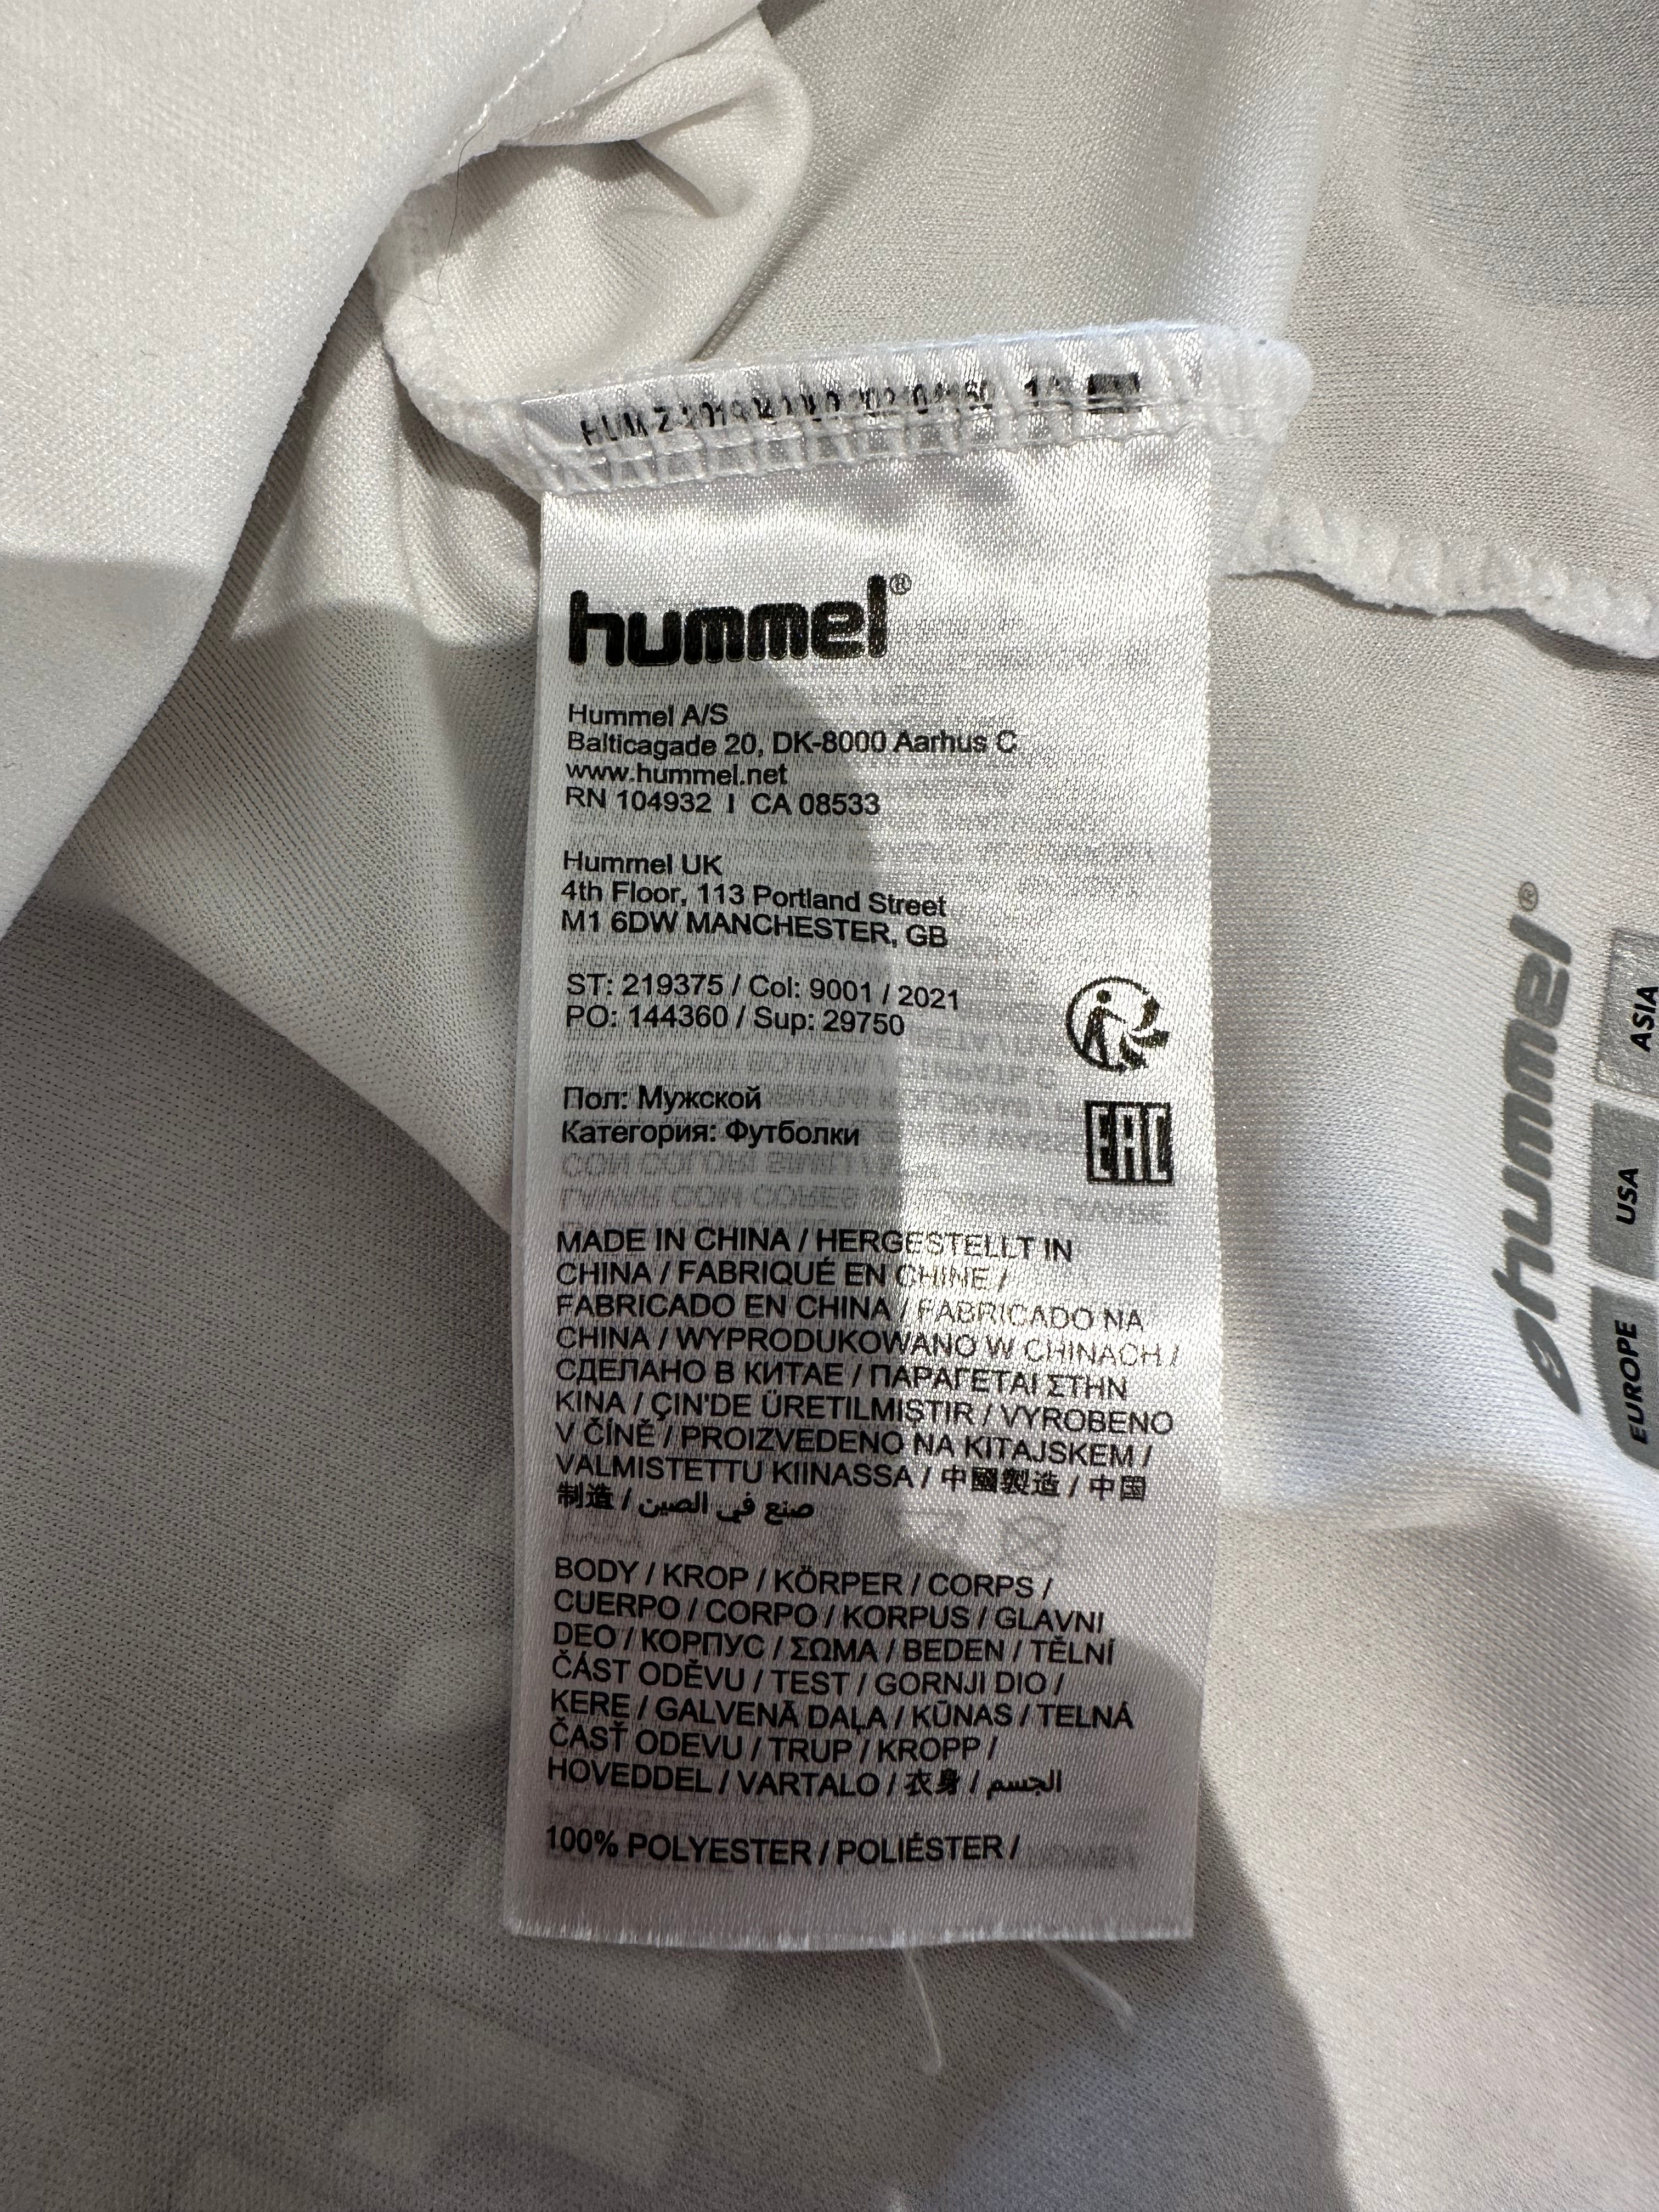 hummel®
Hummel A/S
Balticagade 20, DK-8000 Aarhus C
www.hummel.net
RN 104932 I CA 08533
Hummel UK
4th Floor, 113 Portland Street
M1 6DW MANCHESTER, GB
ST: 219375 / Col: 9001 / 2021
PO: 144360 / Sup: 29750
Пол: Мужской
Категория: Футболки
EAC
MADE IN CHINA / HERGESTELLT IN
CHINA / FABRIQUÉ EN CHINE /
FABRICADO EN CHINA / FABRICADO NA
CHINA / WYPRODUKOWANO W CHINACH /
СДЕЛАНО В КИТАЕ / ΠΑΡΑΓΕΤΑΙ ΣΤΗΝ
KINA / ÇIN'DE ÜRETILMISTIR / VYROBENO
V ČÍNĚ / PROIZVEDENO NA KITAJSKEM /
VALMISTETTU KIINASSA / 中國製造 / 中国
制造 / صنع في الصين
BODY / KROP / KÖRPER / CORPS /
CUERPO / CORPO / KORPUS / GLAVNI
DEO / КОРПУС / ΣΩΜΑ / BEDEN / TĚLNÍ
ČÁST ODĚVU / TEST / GORNJI DIO /
KERE / GALVENĀ DAĻA / KŪNAS / TELNÁ
ČASŤ ODEVU / TRUP / KROPP /
HOVEDDEL / VARTALO / 衣身 / الجسم
100% POLYESTER / POLIÉSTER /
hummel®
ASIA
USA
EUROPE